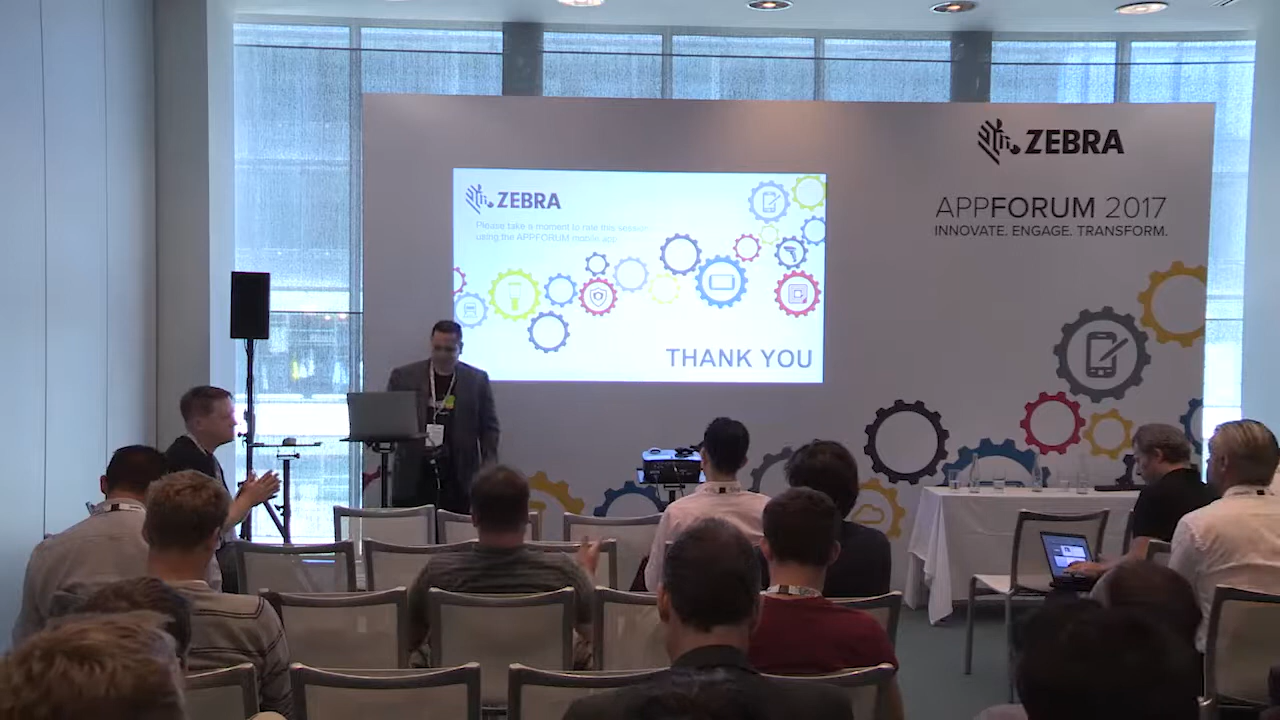 ZEBRA
APPFORUM 2017
INNOVATE. ENGAGE. TRANSFORM.
ZEBRA
Please take a moment to rate this session
using the APPFORUM mobile app
THANK YOU